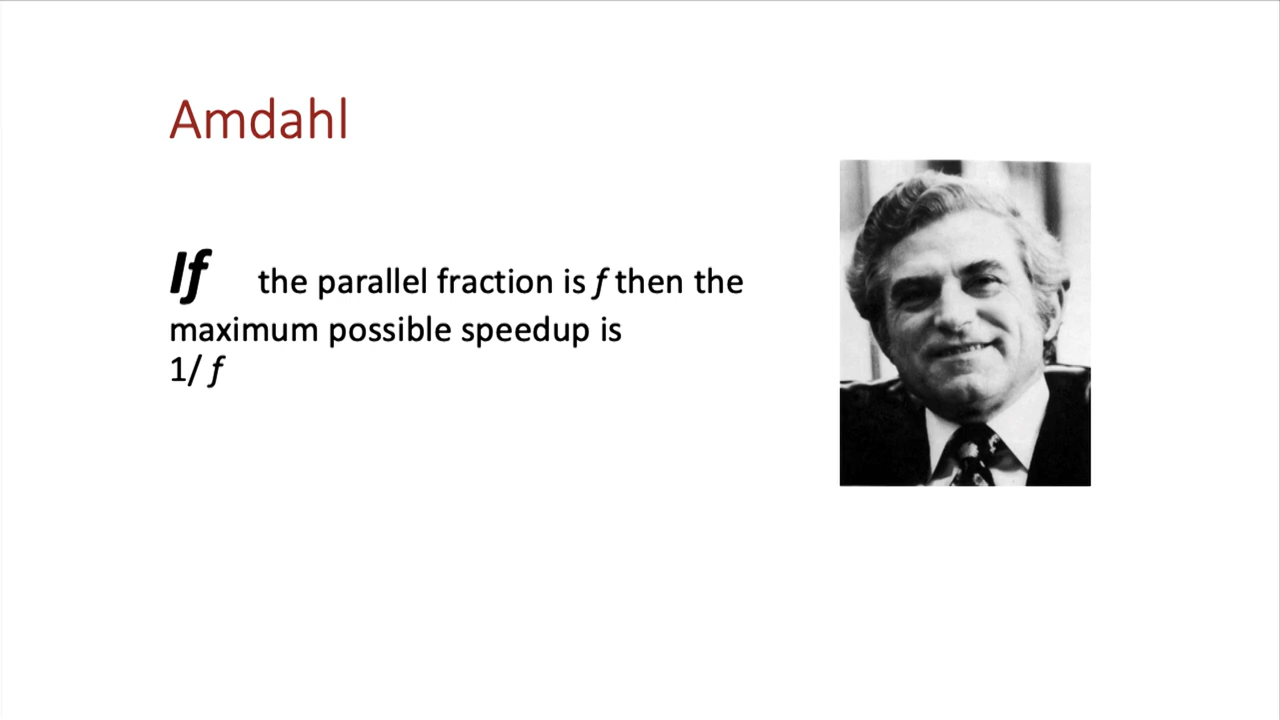 Amdahl
If the parallel fraction is f then the
maximum possible speedup is
1/ f